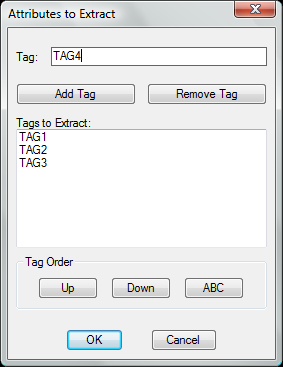 Attributes to Extract
Tag: TAG4
Add Tag Remove Tag
Tags to Extract:
TAG1
TAG2
TAG3
Tag Order
Up Down ABC
OK Cancel